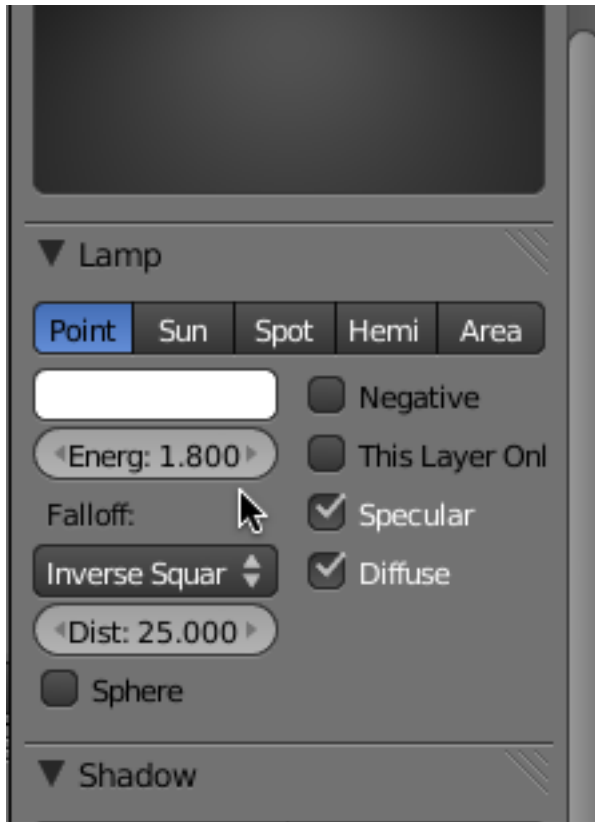 Lamp
Point Sun Spot Hemi Area
Negative
Energ: 1.800 This Layer Onl
Falloff: Specular
Inverse Squar Diffuse
Dist: 25.000
Sphere
Shadow